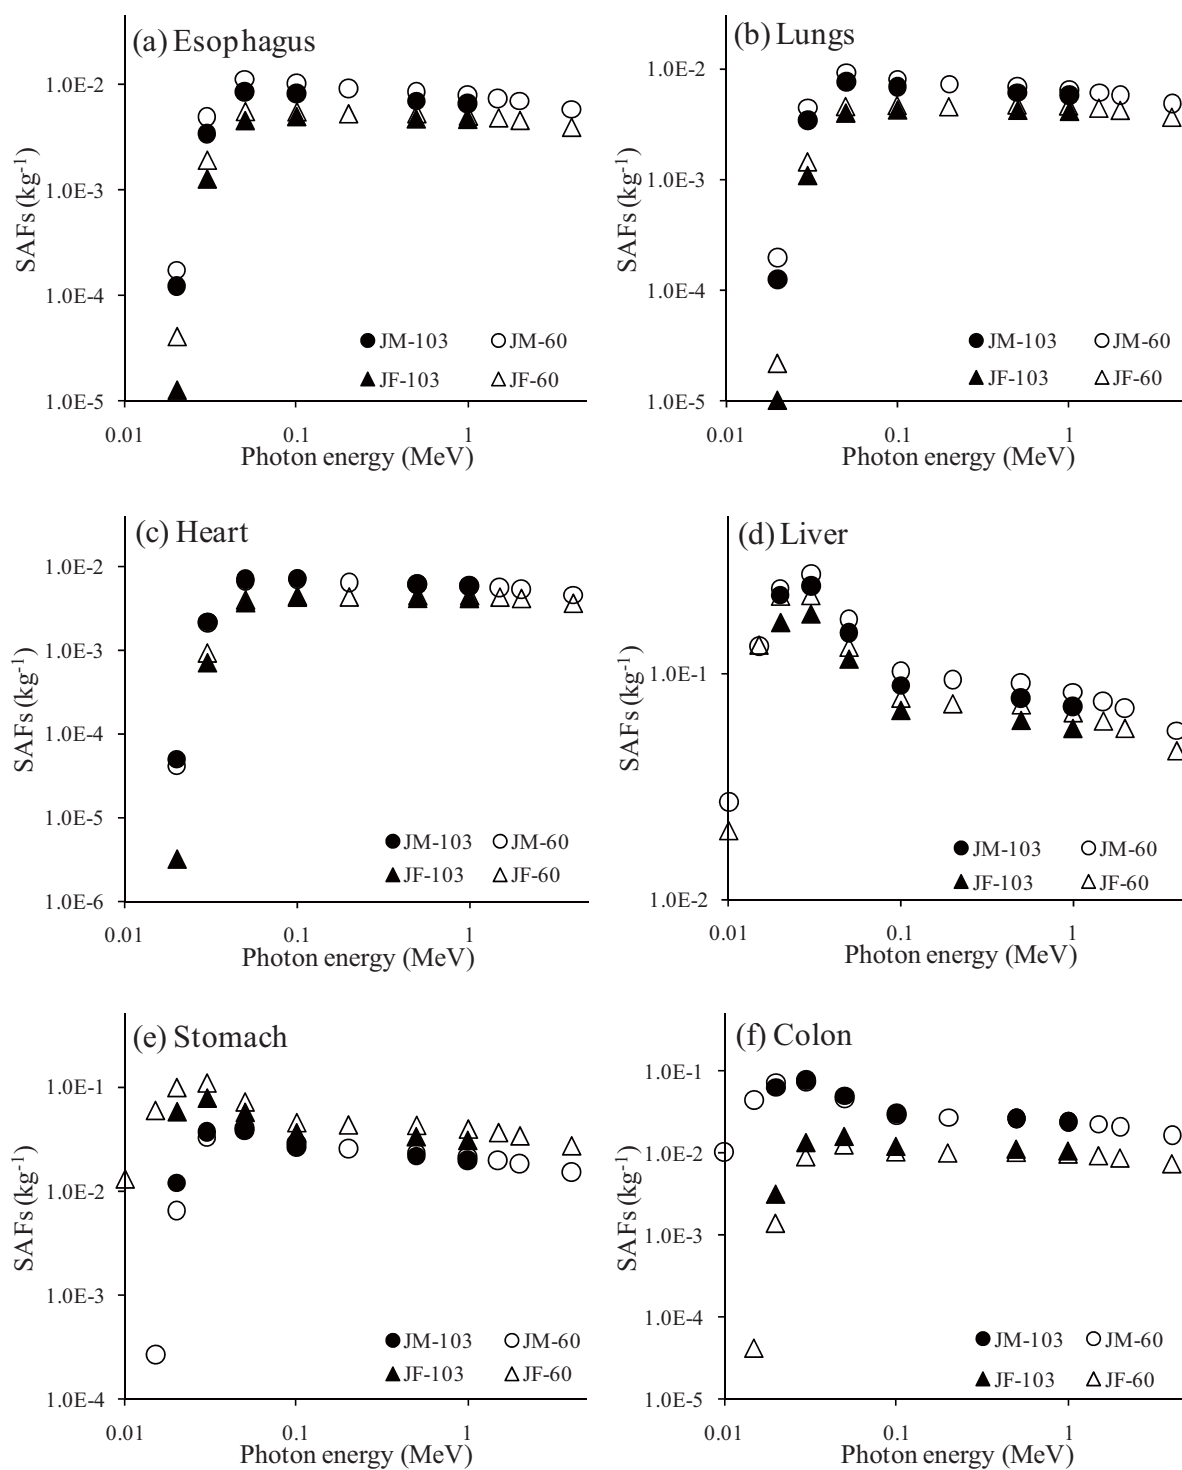 (a) Esophagus
SAFs (kg-1)
1.0E-2
1.0E-3
1.0E-4
1.0E-5
JM-103 JM-60
JF-103 JF-60
0.01 0.1 1
Photon energy (MeV)
(b) Lungs
SAFs (kg-1)
1.0E-2
1.0E-3
1.0E-4
1.0E-5
JM-103 JM-60
JF-103 JF-60
0.01 0.1 1
Photon energy (MeV)
(c) Heart
SAFs (kg-1)
1.0E-2
1.0E-3
1.0E-4
1.0E-5
1.0E-6
JM-103 JM-60
JF-103 JF-60
0.01 0.1 1
Photon energy (MeV)
(d) Liver
SAFs (kg-1)
1.0E-1
1.0E-2
JM-103 JM-60
JF-103 JF-60
0.01 0.1 1
Photon energy (MeV)
(e) Stomach
SAFs (kg-1)
1.0E-1
1.0E-2
1.0E-3
1.0E-4
JM-103 JM-60
JF-103 JF-60
0.01 0.1 1
Photon energy (MeV)
(f) Colon
SAFs (kg-1)
1.0E-1
1.0E-2
1.0E-3
1.0E-4
1.0E-5
JM-103 JM-60
JF-103 JF-60
0.01 0.1 1
Photon energy (MeV)